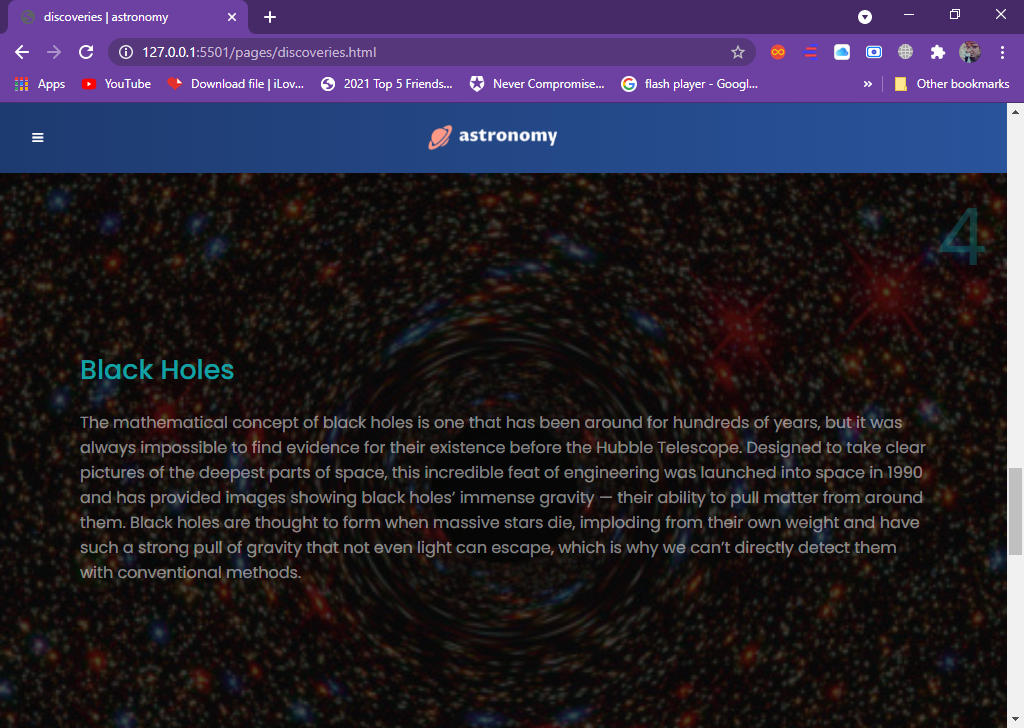 discoveries | astronomy
127.0.0.1:5501/pages/discoveries.html
Apps
YouTube
Download file | iLov...
2021 Top 5 Friends...
Never Compromise...
flash player - Googl...
»
Other bookmarks
astronomy
4
Black Holes
The mathematical concept of black holes is one that has been around for hundreds of years, but it was
always impossible to find evidence for their existence before the Hubble Telescope. Designed to take clear
pictures of the deepest parts of space, this incredible feat of engineering was launched into space in 1990
and has provided images showing black holes’ immense gravity — their ability to pull matter from around
them. Black holes are thought to form when massive stars die, imploding from their own weight and have
such a strong pull of gravity that not even light can escape, which is why we can’t directly detect them
with conventional methods.